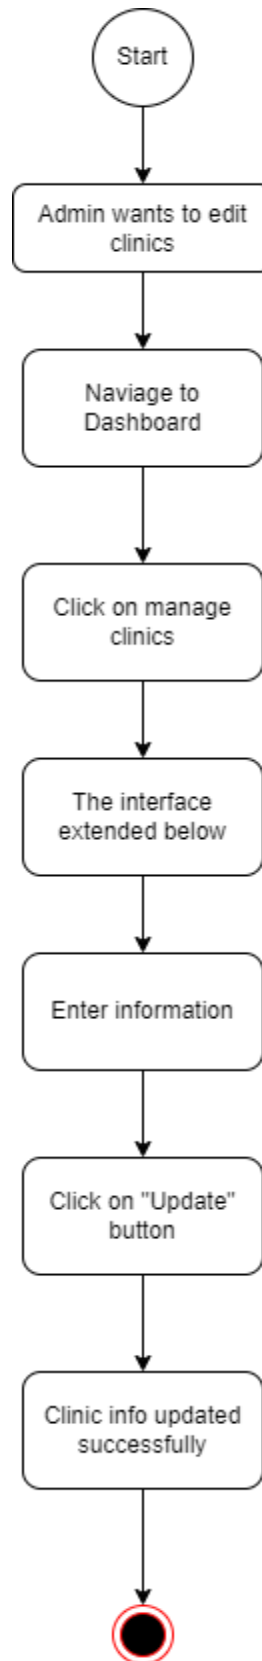 Start
Admin wants to edit
clinics
Naviage to
Dashboard
Click on manage
clinics
The interface
extended below
Enter information
Click on "Update"
button
Clinic info updated
successfully